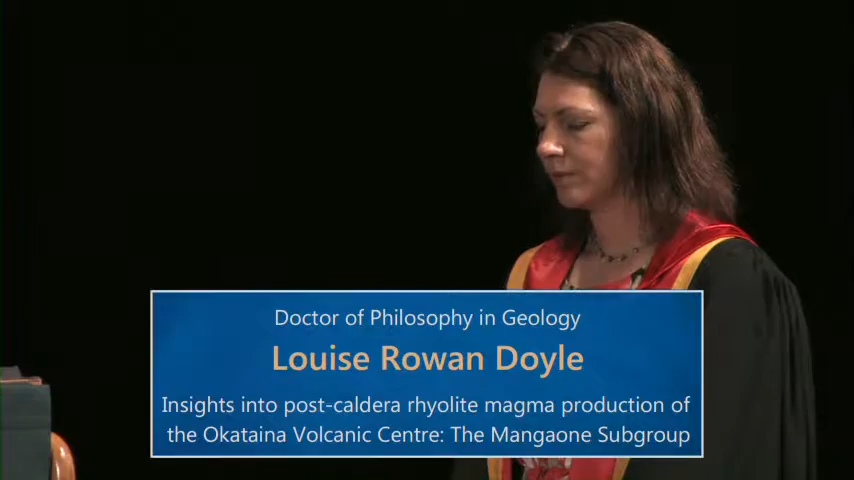 Doctor of Philosophy in Geology
Louise Rowan Doyle
Insights into post-caldera rhyolite magma production of
the Okataina Volcanic Centre: The Mangaone Subgroup